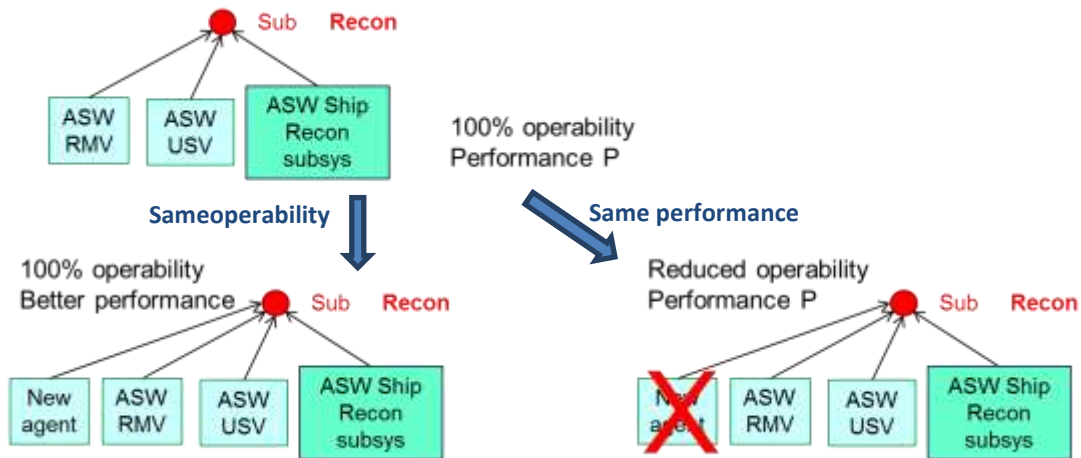 Sub Recon
ASW
RMV
ASW
USV
ASW Ship
Recon
subsys
100% operability
Performance P
Sameoperability
Same performance
100% operability
Better performance
Sub Recon
New
agent
ASW
RMV
ASW
USV
ASW Ship
Recon
subsys
Reduced operability
Performance P
Sub Recon
New
agent
ASW
RMV
ASW
USV
ASW Ship
Recon
subsys